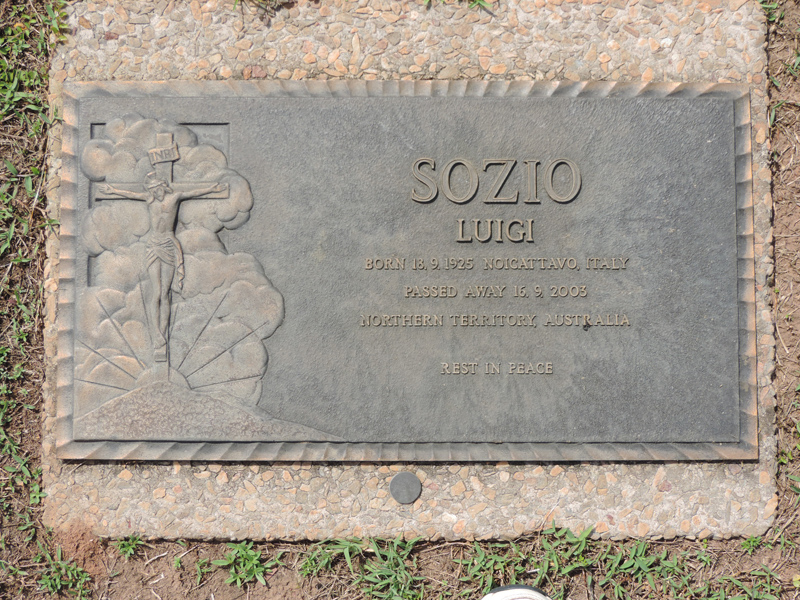 INRI
SOZIO
LUIGI
BORN 18.9.1925 NOICATTAVO, ITALY
PASSED AWAY 16.9.2003
NORTHERN TERRITORY, AUSTRALIA
REST IN PEACE